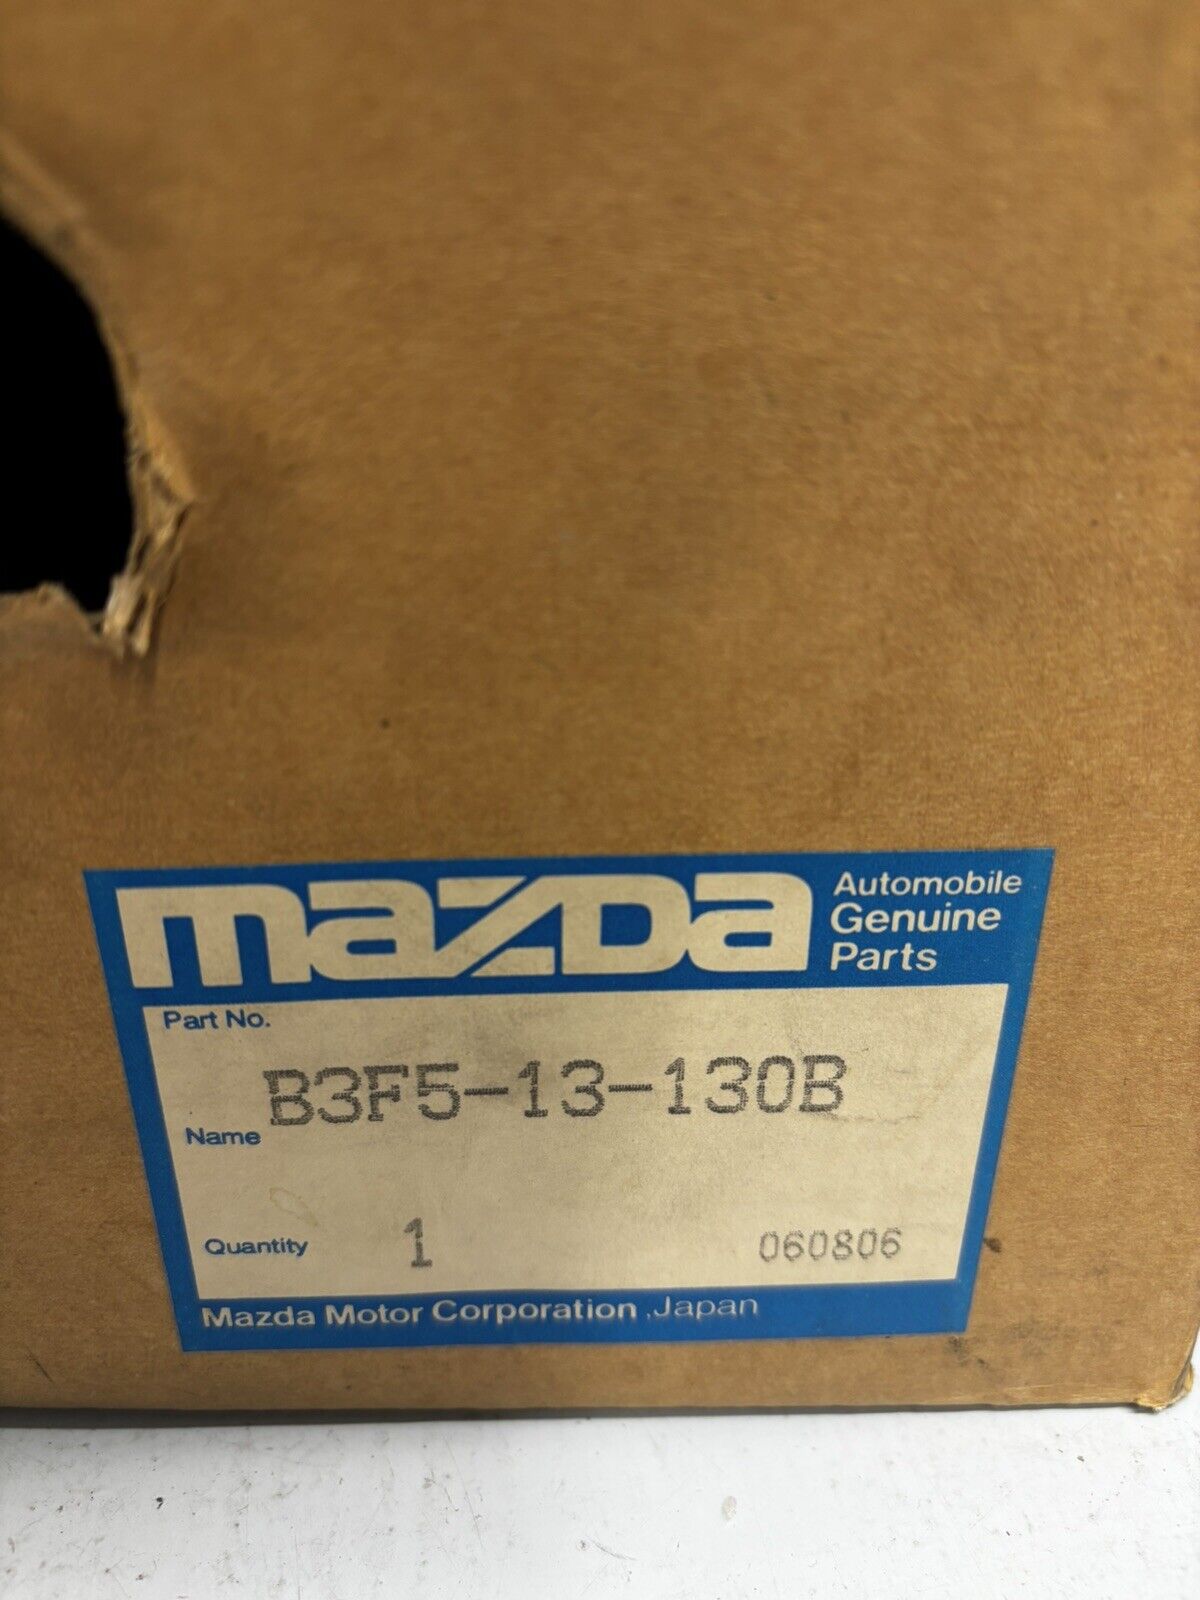 mazda Automobile
Genuine
Parts
Part No.
B3F5-13-130B
Name
Quantity 1 060806
Mazda Motor Corporation ,Japan